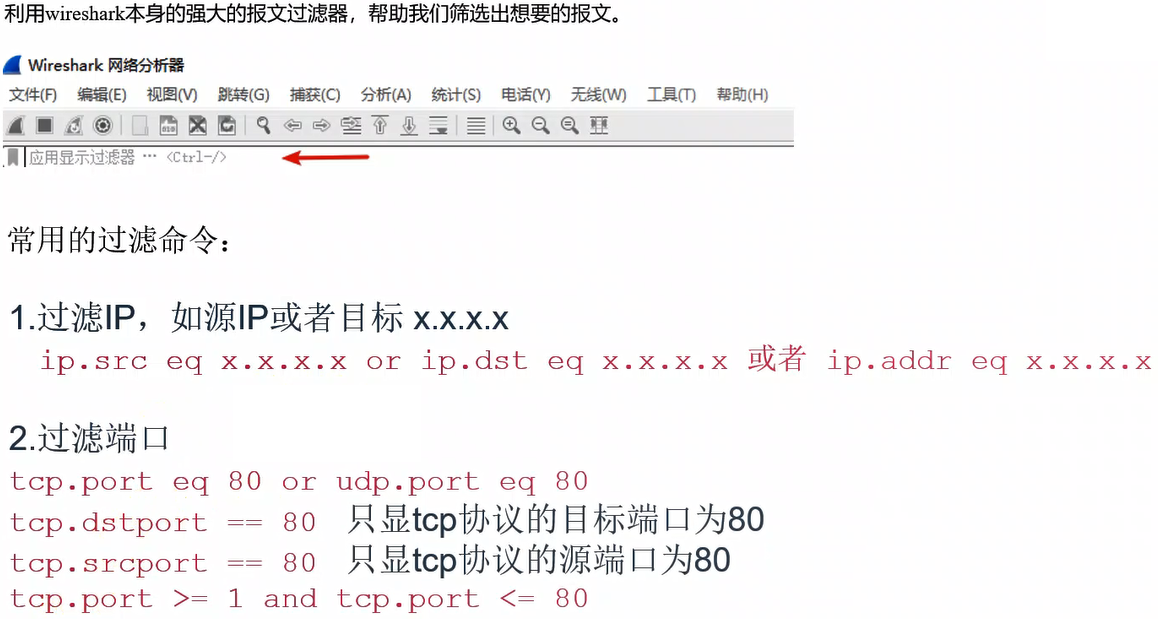 利用wireshark本身的强大的报文过滤器，帮助我们筛选出想要的报文。
Wireshark 网络分析器
文件(F) 编辑(E) 视图(V) 跳转(G) 捕获(C) 分析(A) 统计(S) 电话(Y) 无线(W) 工具(T) 帮助(H)
应用显示过滤器 … <Ctrl-/>
常用的过滤命令：
1.过滤IP，如源IP或者目标 x.x.x.x
ip.src eq x.x.x.x or ip.dst eq x.x.x.x 或者 ip.addr eq x.x.x.x
2.过滤端口
tcp.port eq 80 or udp.port eq 80
tcp.dstport == 80 只显tcp协议的目标端口为80
tcp.srcport == 80 只显tcp协议的源端口为80
tcp.port >= 1 and tcp.port <= 80